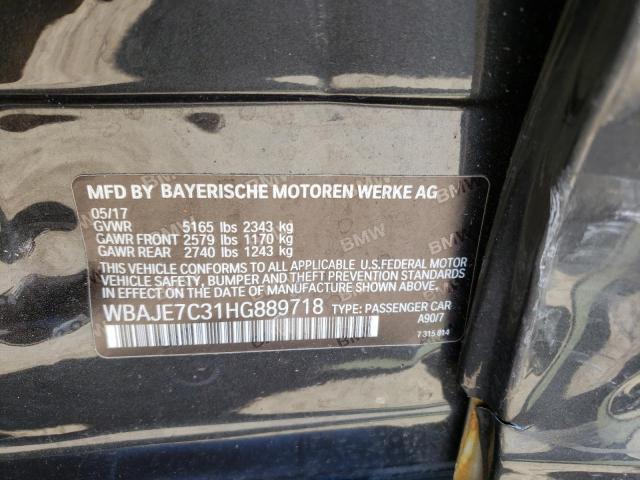 MFD BY BAYERISCHE MOTOREN WERKE AG
05/17
GVWR 5165 lbs 2343 kg
GAWR FRONT 2579 lbs 1170 kg
GAWR REAR 2740 lbs 1243 kg
THIS VEHICLE CONFORMS TO ALL APPLICABLE U.S.FEDERAL MOTOR
VEHICLE SAFETY, BUMPER, AND THEFT PREVENTION STANDARDS
IN EFFECT ON THE DATE OF MANUFACTURE SHOWN ABOVE.
WBAJE7C31HG889718 TYPE: PASSENGER CAR
A90/7
7 315 814